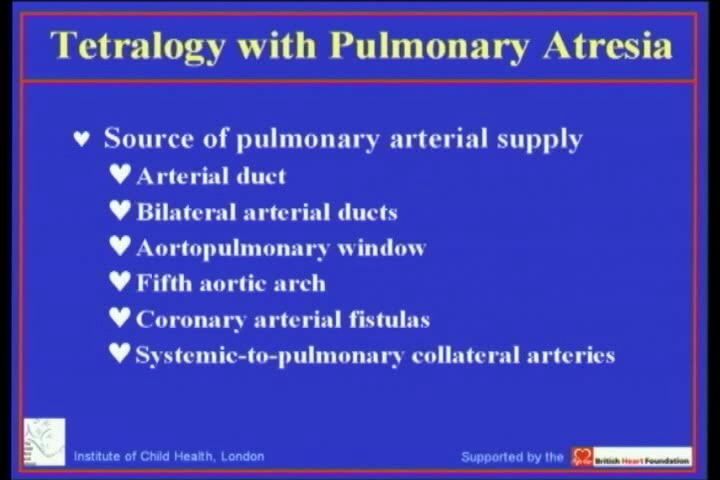 Tetralogy with Pulmonary Atresia
Source of pulmonary arterial supply
Arterial duct
Bilateral arterial ducts
Aortopulmonary window
Fifth aortic arch
Coronary arterial fistulas
Systemic-to-pulmonary collateral arteries
Institute of Child Health, London
Supported by the
British Heart Foundation